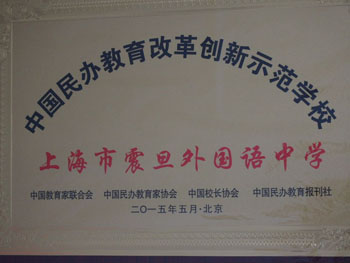 中国民办教育改革创新示范学校
上海市震旦外国语中学
中国教育家联合会 中国民办教育家协会 中国校长协会 中国民办教育报刊社
二〇一五年五月·北京